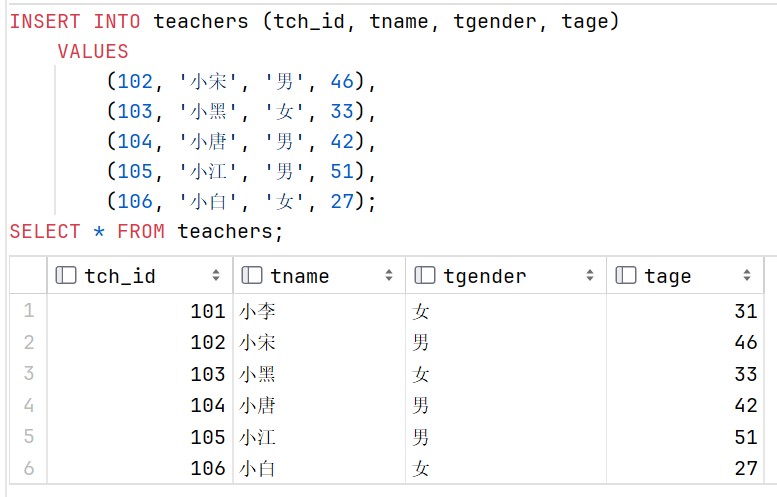 INSERT INTO teachers (tch_id, tname, tgender, tage)
VALUES
(102, '小宋', '男', 46),
(103, '小黑', '女', 33),
(104, '小唐', '男', 42),
(105, '小江', '男', 51),
(106, '小白', '女', 27);
SELECT * FROM teachers;
tch_id tname tgender tage
1 101 小李 女 31
2 102 小宋 男 46
3 103 小黑 女 33
4 104 小唐 男 42
5 105 小江 男 51
6 106 小白 女 27